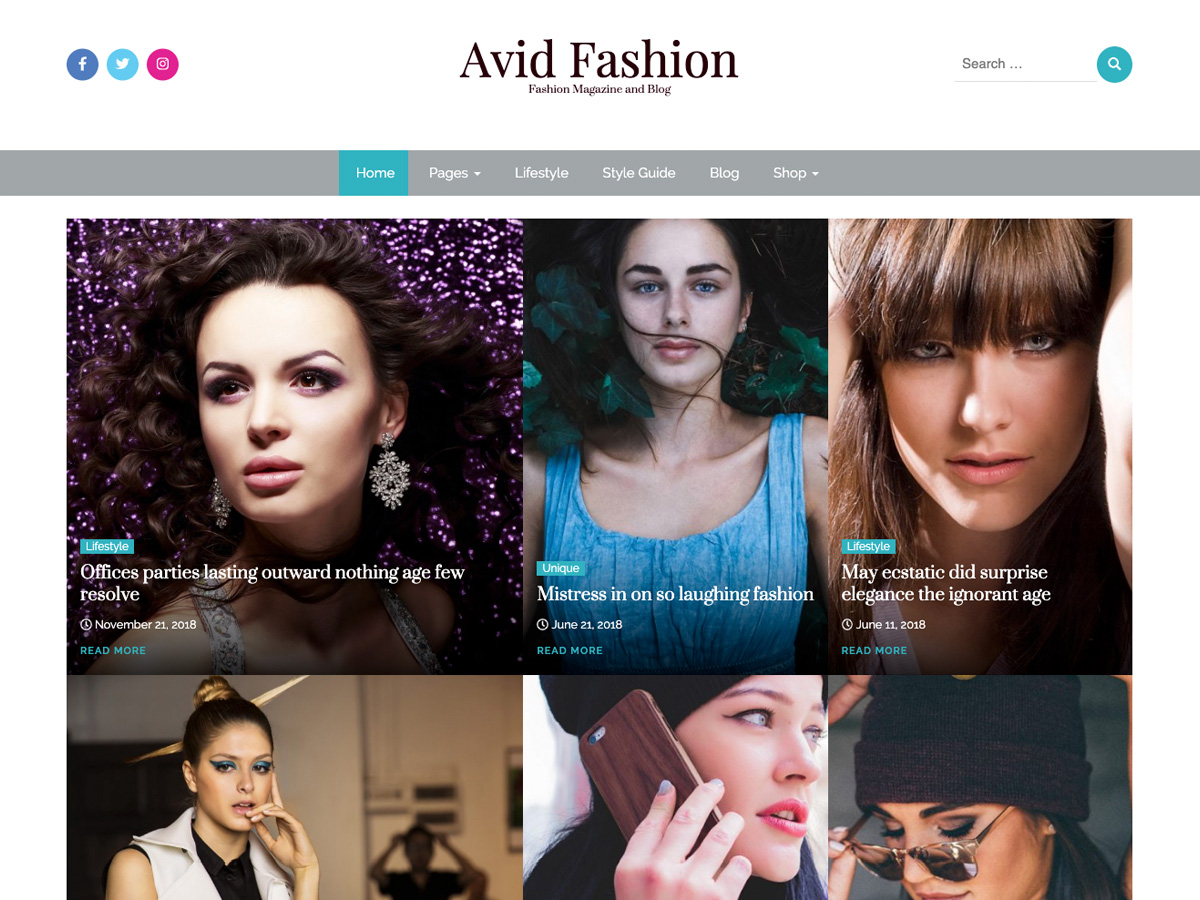 Avid Fashion
Fashion Magazine and Blog
Search …
Home Pages Lifestyle Style Guide Blog Shop
Lifestyle
Offices parties lasting outward nothing age few
resolve
November 21, 2018
READ MORE
Unique
Mistress in on so laughing fashion
June 21, 2018
READ MORE
Lifestyle
May ecstatic did surprise
elegance the ignorant age
June 11, 2018
READ MORE